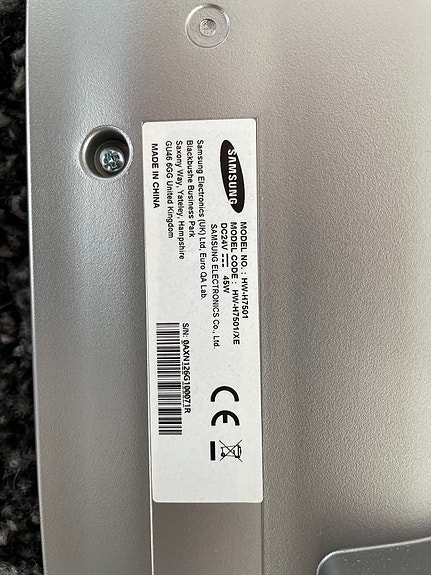 SAMSUNG
MODEL NO. : HW-H7501
MODEL CODE : HW-H7501/XE
DC24V 45W
SAMSUNG ELECTRONICS Co., Ltd.
Samsung Electronics (UK) Ltd, Euro QA Lab.
Blackbushe Business Park
Saxony Way, Yateley, Hampshire
GU46 6GG United Kingdom
MADE IN CHINA
CE
S/N: 0AXN126G100071R